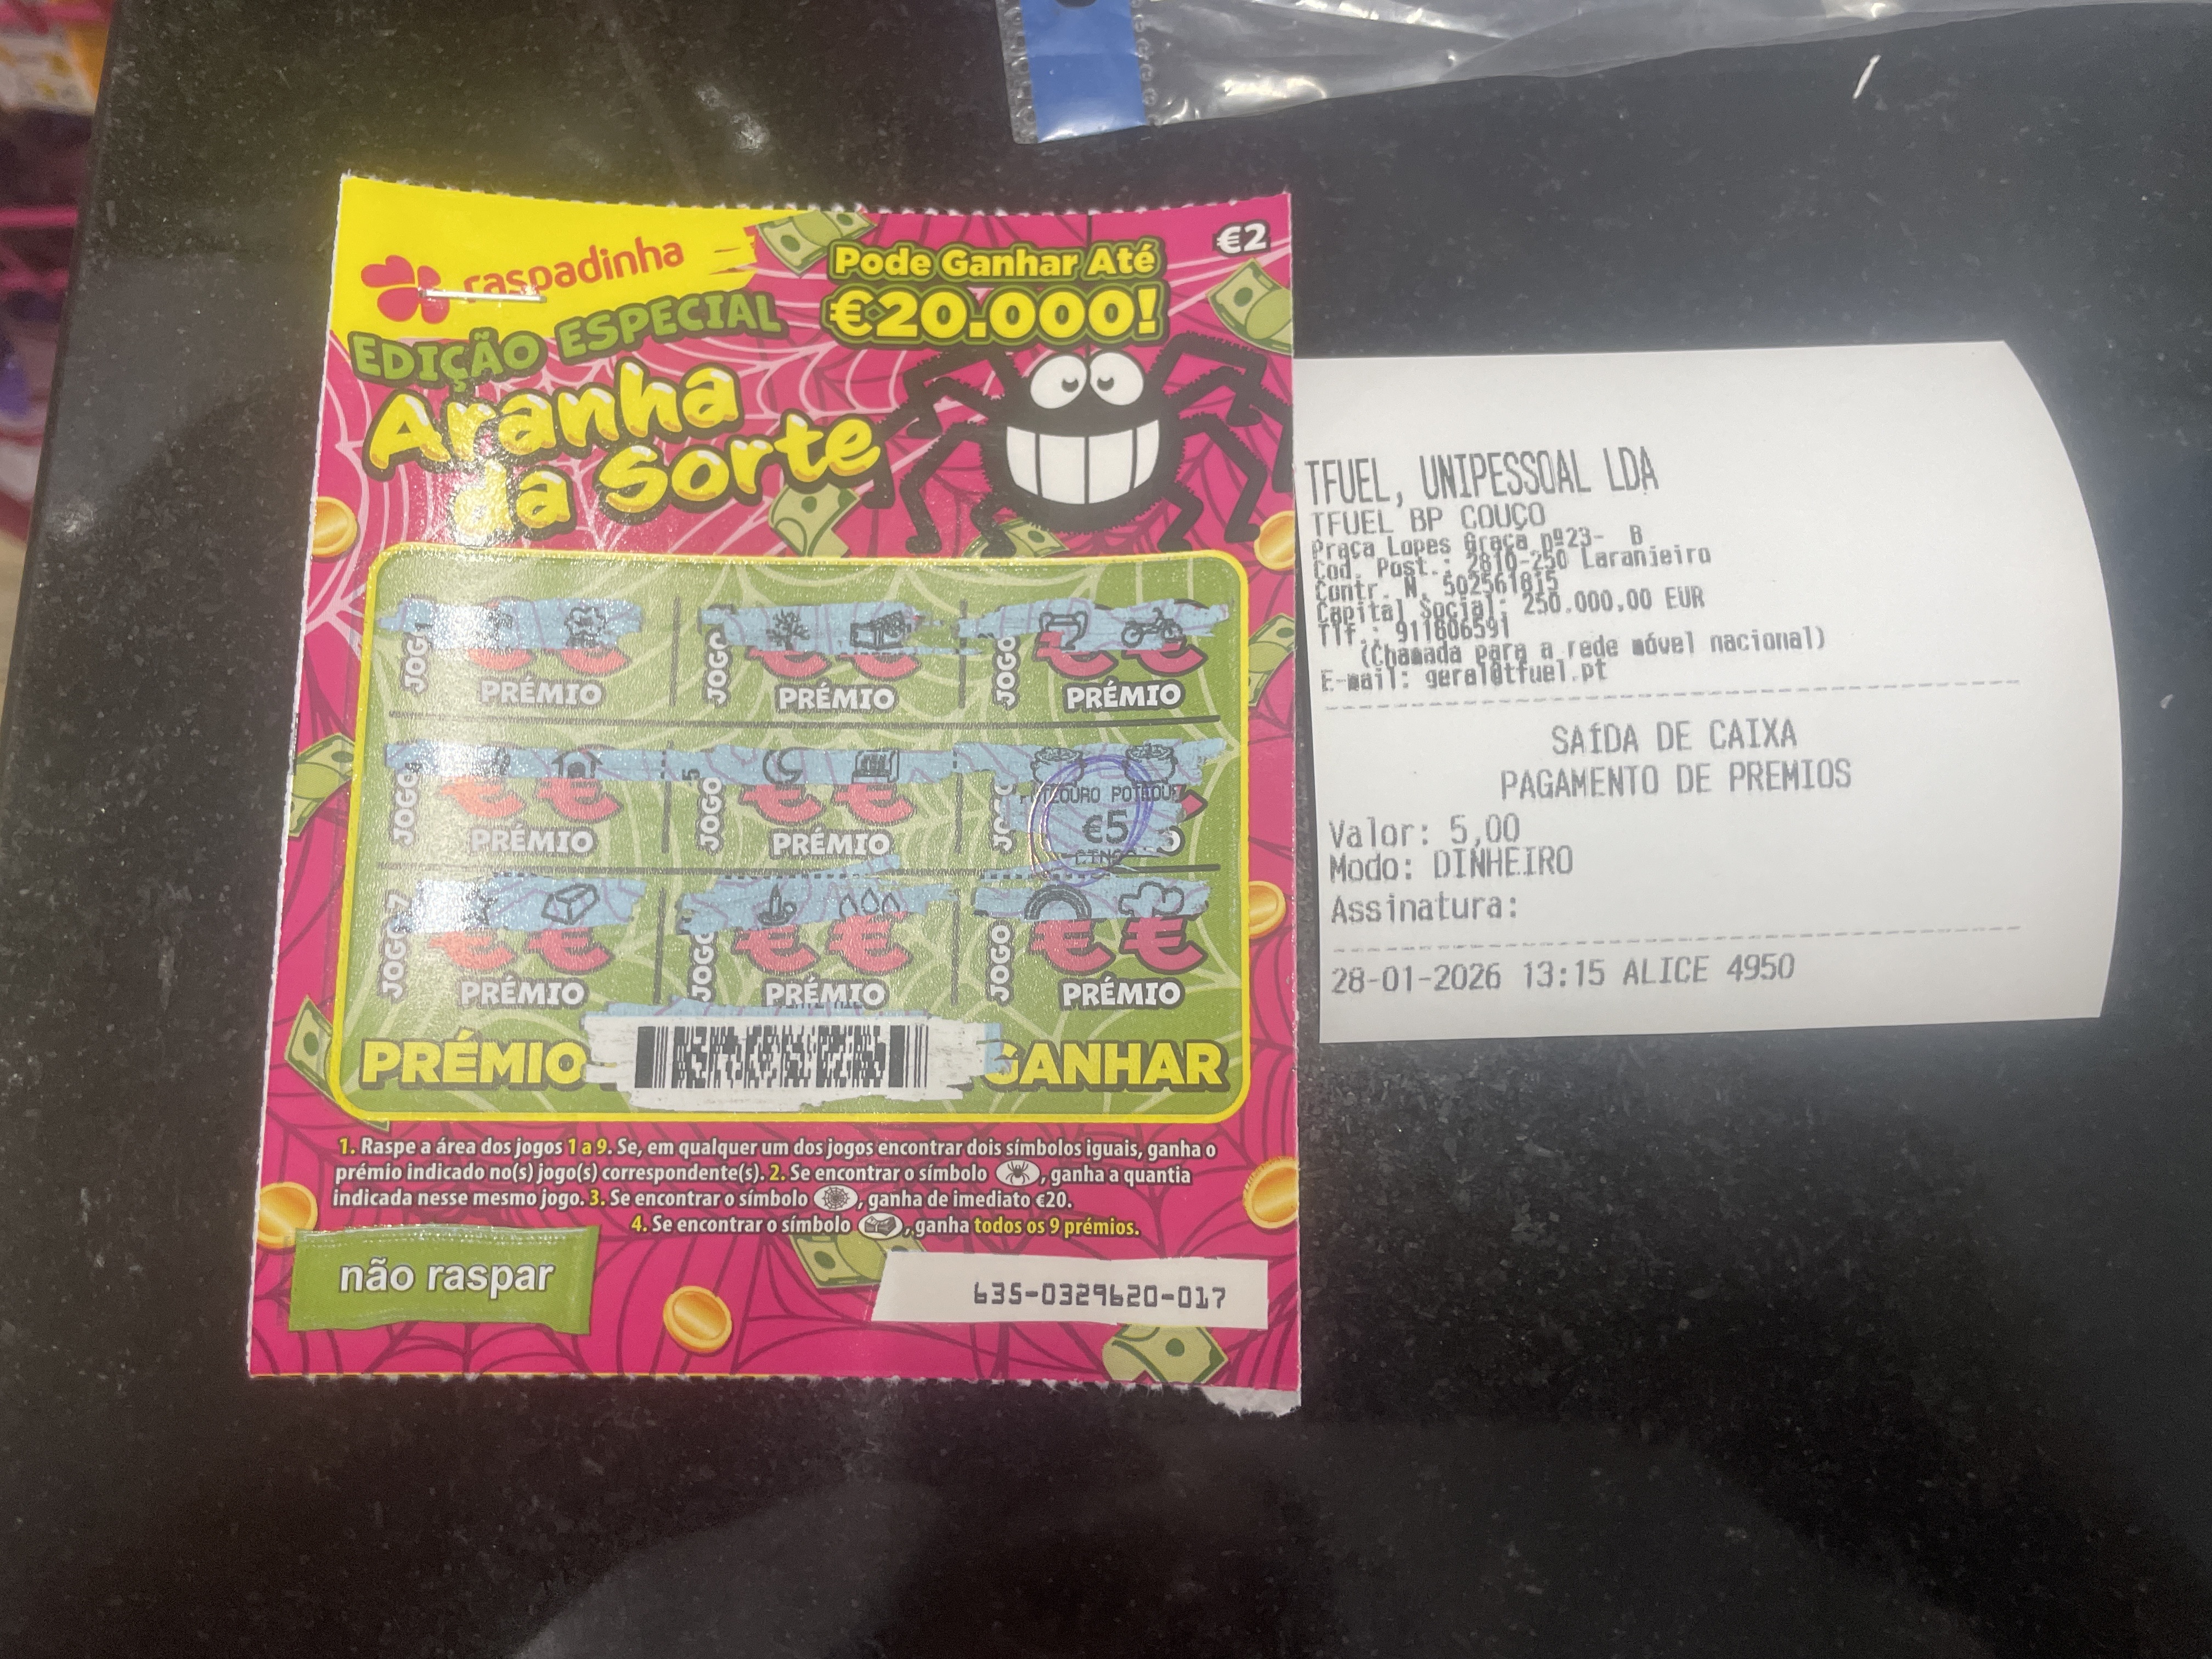 raspadinha
€2
Pode Ganhar Até
€20.000!
EDIÇÃO ESPECIAL
Aranha
da Sorte
JOGO 1
PRÉMIO
JOGO
PRÉMIO
JOGO 3
PRÉMIO
JOGO
PRÉMIO
JOGO 5
PRÉMIO
€5
JOGO 7
PRÉMIO
JOGO
PRÉMIO
JOGO
PRÉMIO
PRÉMIO
GANHAR
1. Raspe a área dos jogos 1 a 9. Se, em qualquer um dos jogos encontrar dois símbolos iguais, ganha o
prémio indicado no(s) jogo(s) correspondente(s). 2. Se encontrar o símbolo , ganha a quantia
indicada nesse mesmo jogo. 3. Se encontrar o símbolo , ganha de imediato €20.
4. Se encontrar o símbolo , ganha todos os 9 prémios.
não raspar
635-0329620-017
TFUEL, UNIPESSOAL LDA
TFUEL BP COUÇO
Praca Lopes Graça nº23- B
Cod. Post.: 2810-250 Laranjeiro
Contr. N. 502561815
Capital Social: 250.000,00 EUR
Tlf.: 911806591
(Chamada para a rede móvel nacional)
E-mail: geral@tfuel.pt
SAÍDA DE CAIXA
PAGAMENTO DE PREMIOS
Valor: 5,00
Modo: DINHEIRO
Assinatura:
28-01-2026 13:15 ALICE 4950